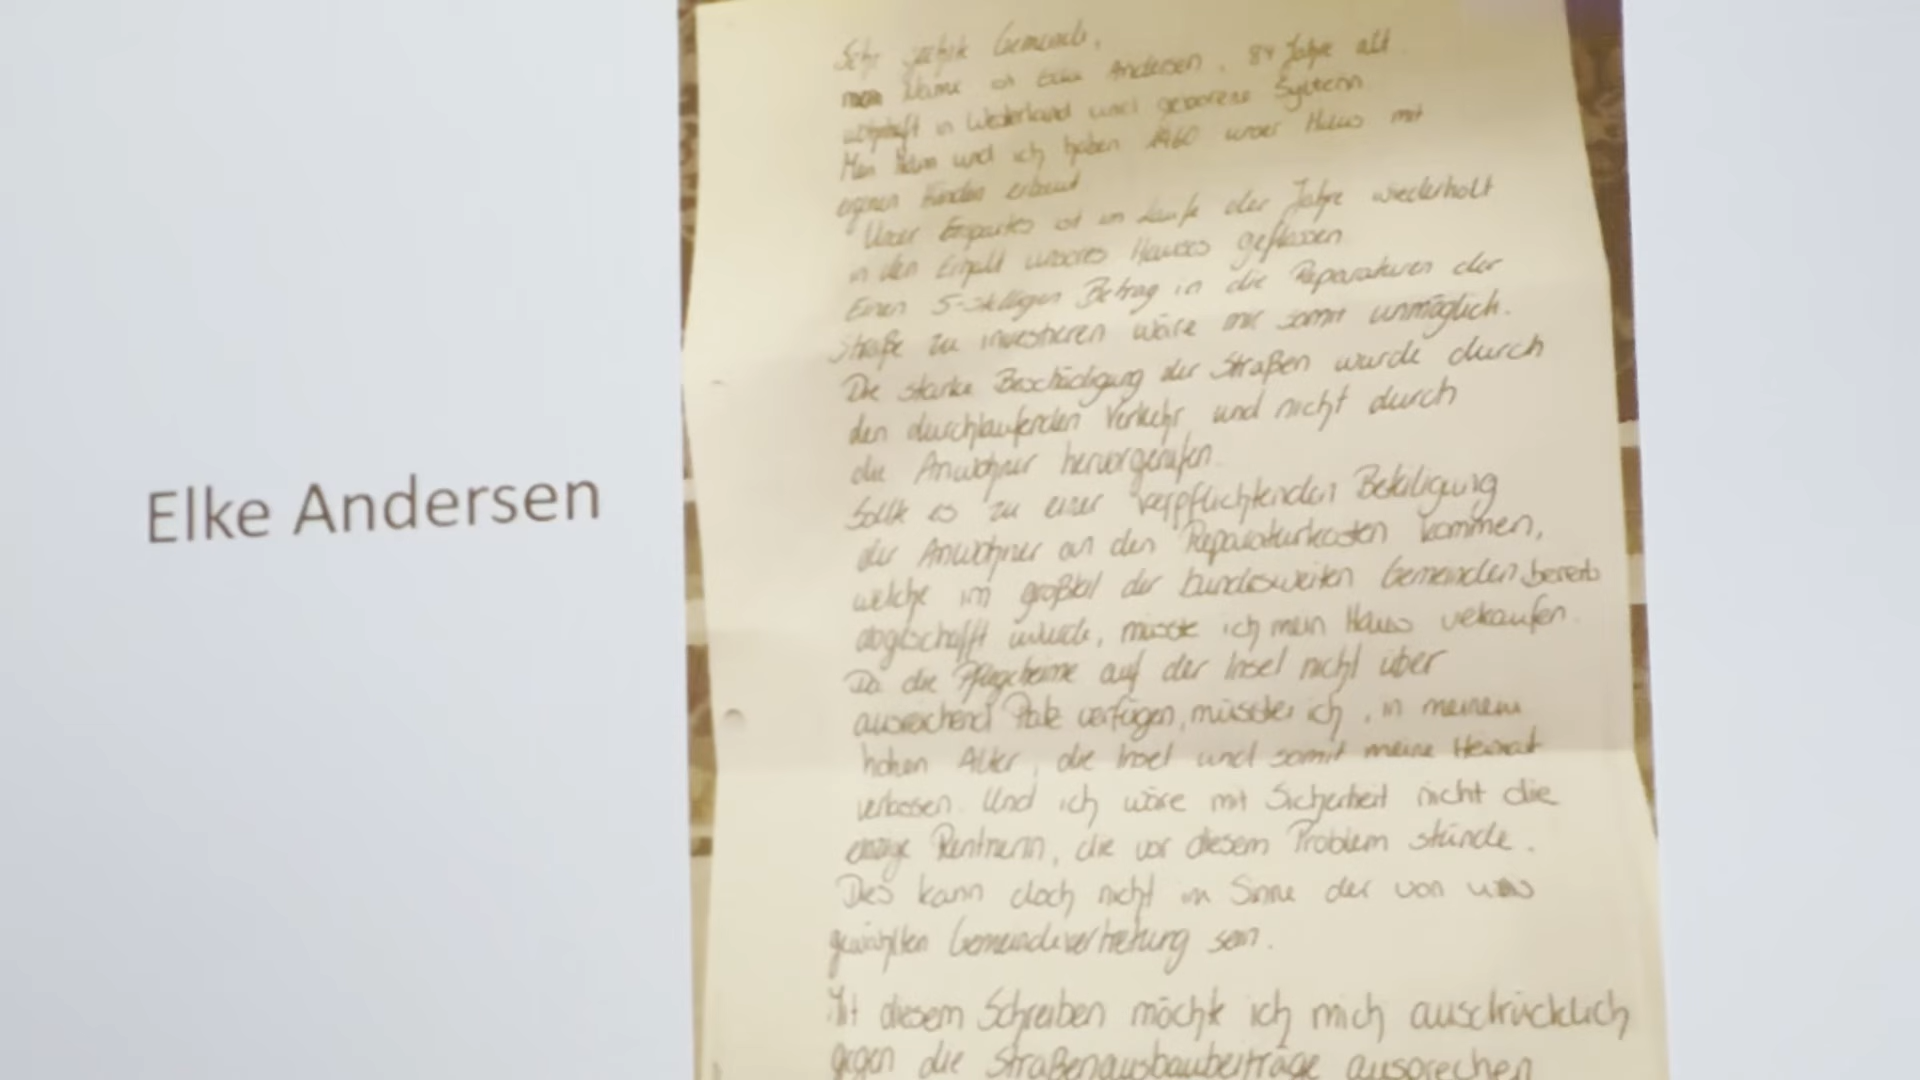 Elke Andersen
Sehr geehrte Gemeinde,
mein Name ist Elke Andersen, 84 Jahre alt
wohnhaft in Westerland und geborene Sylterin.
Mein Mann und ich haben 1960 unser Haus mit
eigenen Händen erbaut
Unser Erspartes ist im Laufe der Jahre wiederholt
in den Erhalt unseres Hauses geflossen.
Einen 5-stelligen Betrag in die Reparaturen der
Straße zu investieren wäre mir somit unmöglich.
Die starke Beschädigung der Straßen wurde durch
den durchlaufenden Verkehr und nicht durch
die Anwohner hervorgerufen.
Sollte es zu einer verpflichtenden Beteiligung
der Anwohner an den Reparaturkosten kommen,
welche im großteil der bundesweiten Gemeinden bereits
abgeschafft wurde, müsste ich mein Haus verkaufen.
Da die Pflegeheime auf der Insel nicht über
ausreichend Platz verfügen, müsste ich, in meinem
hohen Alter, die Insel und somit meine Heimat
verlassen. Und ich wäre mit Sicherheit nicht die
einzige Rentnerin, die vor diesem Problem stünde.
Dies kann doch nicht im Sinne der von uns
gewählten Gemeindevertretung sein.
Mit diesem Schreiben möchte ich mich ausdrücklich
gegen die Straßenausbaubeiträge aussprechen